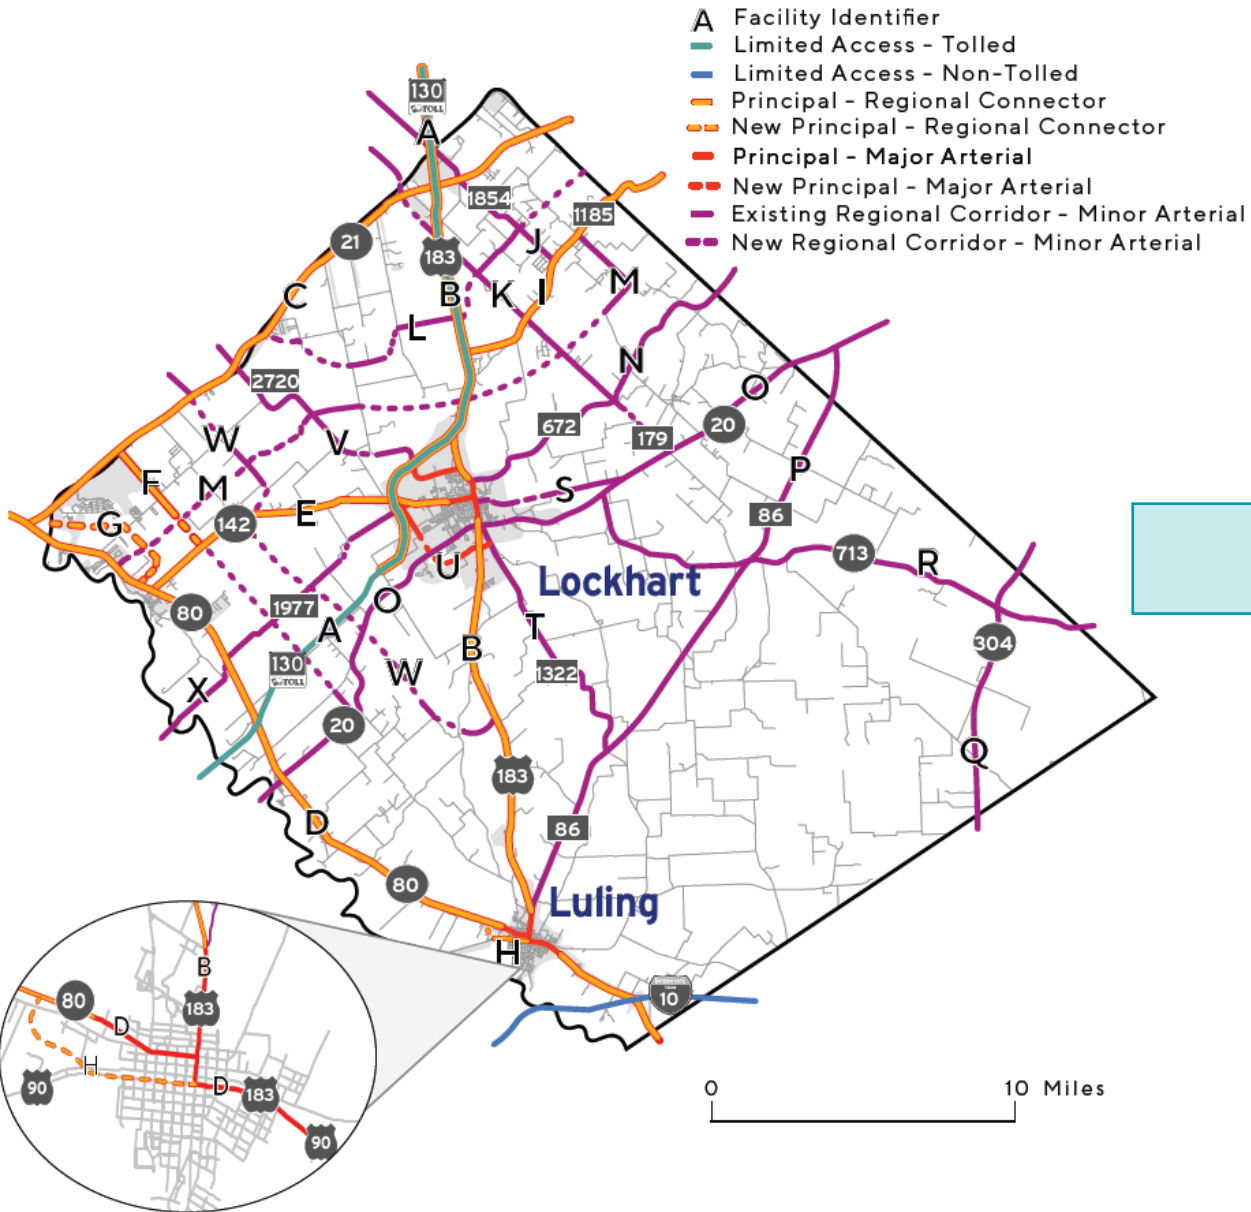 A Facility Identifier
Limited Access - Tolled
Limited Access - Non-Tolled
Principal - Regional Connector
New Principal - Regional Connector
Principal - Major Arterial
New Principal - Major Arterial
Existing Regional Corridor - Minor Arterial
New Regional Corridor - Minor Arterial
130
TOLL
A
1854
1185
21
J
183
C
B
K
I
M
L
N
2720
O
W
V
672
20
179
F
M
S
P
G
142
E
86
713
R
U
Lockhart
80
1977
O
A
T
304
130
TOLL
B
W
1322
X
20
Q
183
D
86
80
Luling
H
10
B
80
183
D
H
90
D
183
90
0
10 Miles